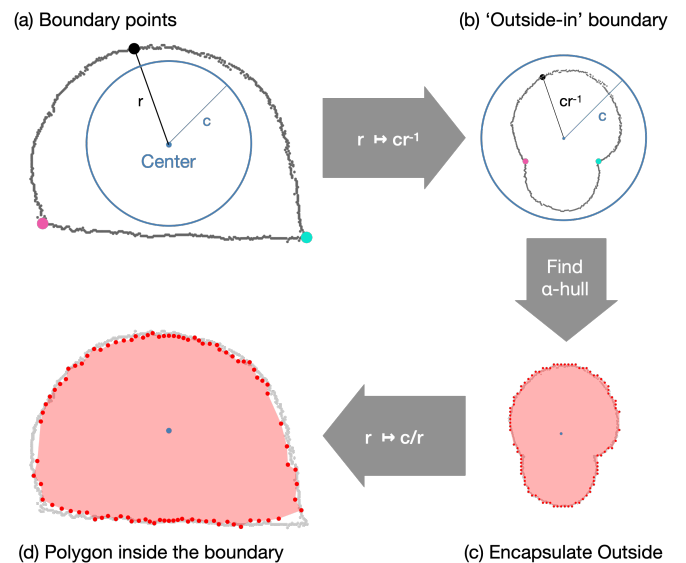 (a) Boundary points
(b) ‘Outside-in’ boundary
r
c
Center
r ↦ cr⁻¹
cr⁻¹
c
Find
α-hull
r ↦ c/r
(d) Polygon inside the boundary
(c) Encapsulate Outside